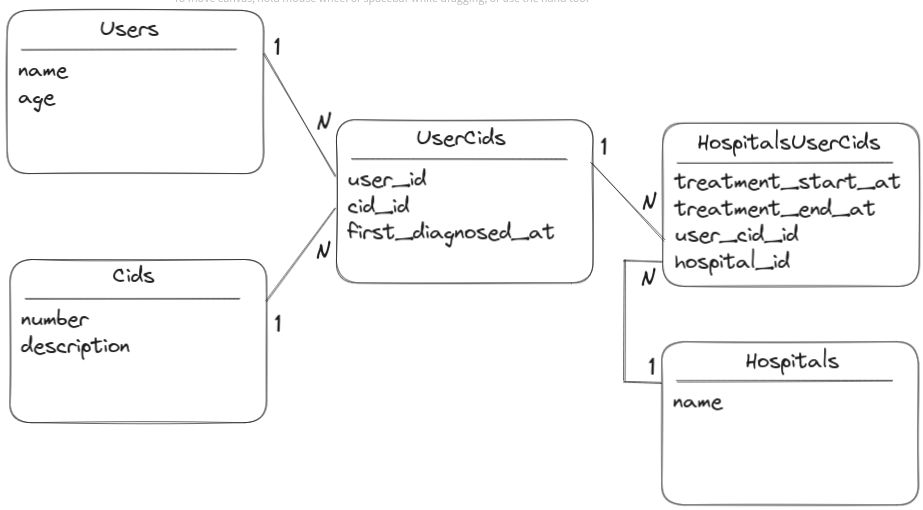 To move canvas, hold mouse wheel or spacebar while dragging, or use the hand tool
Users
name
age
1
N
UserCids
user_id
cid_id
first_diagnosed_at
N
1
Cids
number
description
1
N
HospitalsUserCids
treatment_start_at
treatment_end_at
user_cid_id
hospital_id
N
1
Hospitals
name